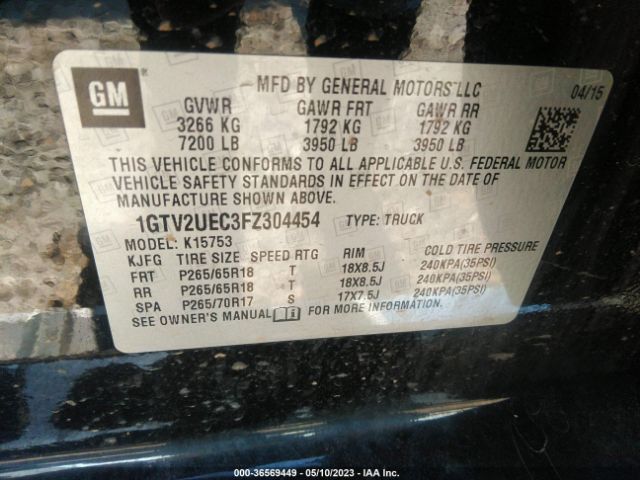 GM
MFD BY GENERAL MOTORS LLC
04/15
GVWR GAWR FRT GAWR RR
3266 KG 1792 KG 1792 KG
7200 LB 3950 LB 3950 LB
THIS VEHICLE CONFORMS TO ALL APPLICABLE U.S. FEDERAL MOTOR
VEHICLE SAFETY STANDARDS IN EFFECT ON THE DATE OF
MANUFACTURE SHOWN ABOVE.
1GTV2UEC3FZ304454 TYPE: TRUCK
MODEL: K15753
KJFG TIRE SIZE SPEED RTG RIM COLD TIRE PRESSURE
FRT P265/65R18 T 18X8.5J 240KPA(35PSI)
RR P265/65R18 T 18X8.5J 240KPA(35PSI)
SPA P265/70R17 S 17X7.5J 240KPA(35PSI)
SEE OWNER'S MANUAL FOR MORE INFORMATION.
000-36569449 - 05/10/2023 - IAA Inc.